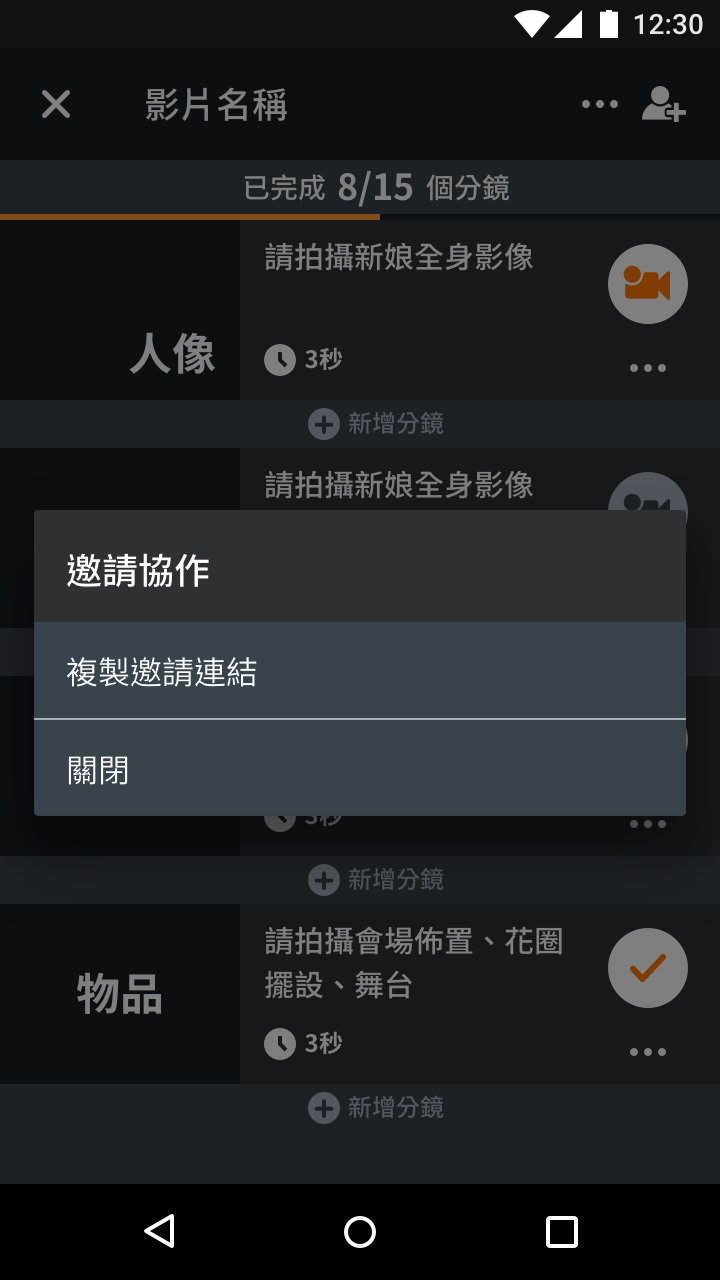 12:30
影片名稱
已完成 8/15 個分鏡
請拍攝新娘全身影像
人像
3秒
新增分鏡
請拍攝新娘全身影像
邀請協作
複製邀請連結
關閉
3秒
新增分鏡
請拍攝會場佈置、花圈
擺設、舞台
物品
3秒
新增分鏡